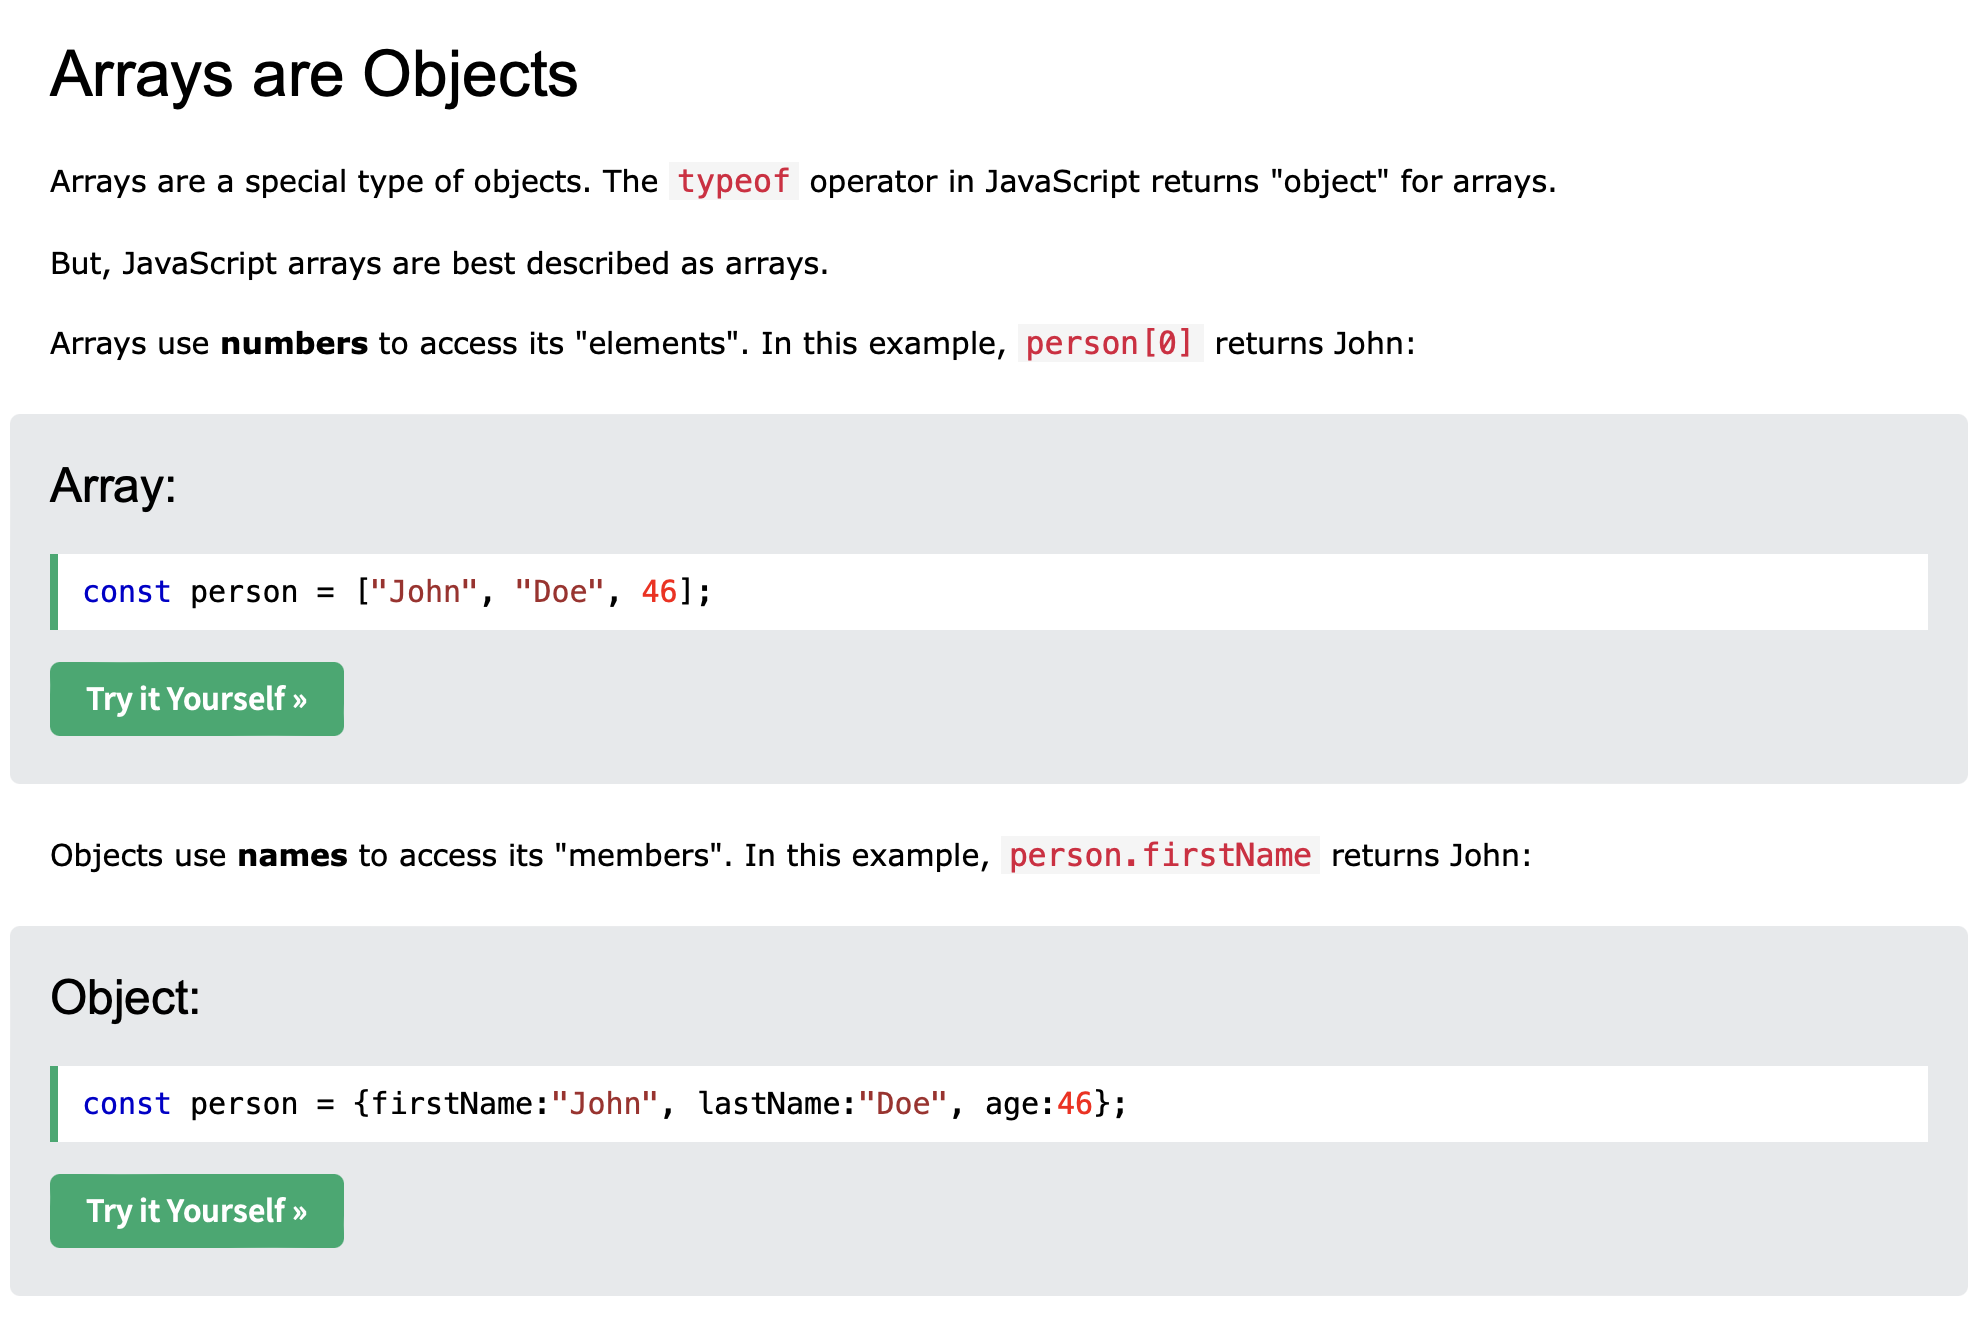 Arrays are Objects
Arrays are a special type of objects. The typeof operator in JavaScript returns "object" for arrays.
But, JavaScript arrays are best described as arrays.
Arrays use numbers to access its "elements". In this example, person[0] returns John:
Array:
const person = ["John", "Doe", 46];
Try it Yourself »
Objects use names to access its "members". In this example, person.firstName returns John:
Object:
const person = {firstName:"John", lastName:"Doe", age:46};
Try it Yourself »